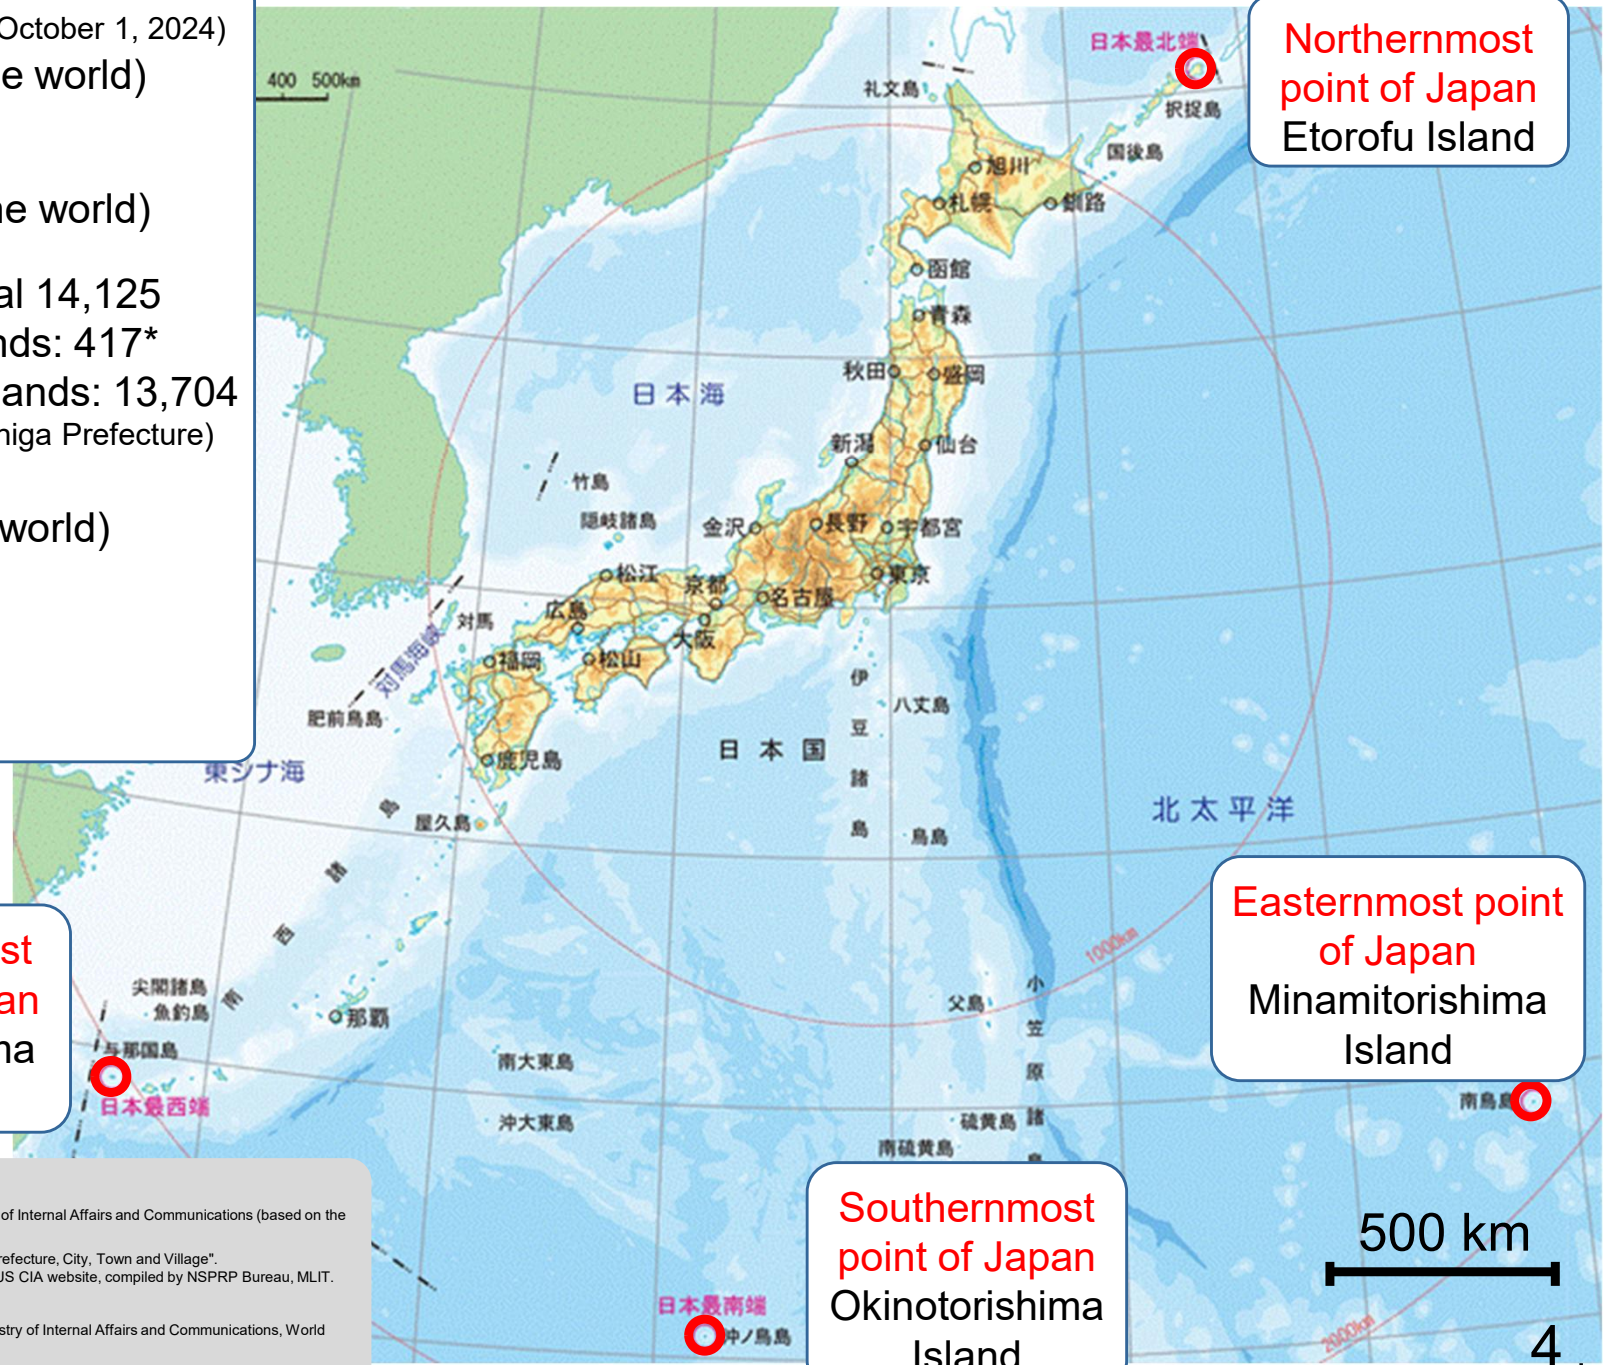 October 1, 2024)
e world)
ne world)
al 14,125
nds: 417*
ands: 13,704
higa Prefecture)
world)
400 500km
日本最北端
Northernmost
point of Japan
Etorofu Island
礼文島
択捉島
国後島
旭川
札幌
釧路
函館
青森
秋田
盛岡
日本海
新潟
仙台
竹島
隠岐諸島
金沢
長野
宇都宮
松江
京都
東京
名古屋
広島
対馬
大阪
対馬海峡
福岡
松山
肥前鳥島
伊豆諸島
八丈島
日本国
鹿児島
東シナ海
北太平洋
屋久島
鳥島
南西諸島
Easternmost point
of Japan
Minamitorishima
Island
st
an
na
1000km
尖閣諸島
魚釣島
那覇
父島
小笠原諸島
与那国島
南大東島
日本最西端
南鳥島
沖大東島
硫黄島
南硫黄島
Southernmost
point of Japan
Okinotorishima
Island
of Internal Affairs and Communications (based on the
refecture, City, Town and Village".
US CIA website, compiled by NSPRP Bureau, MLIT.
stry of Internal Affairs and Communications, World
500 km
日本最南端
沖ノ鳥島
2000km
4